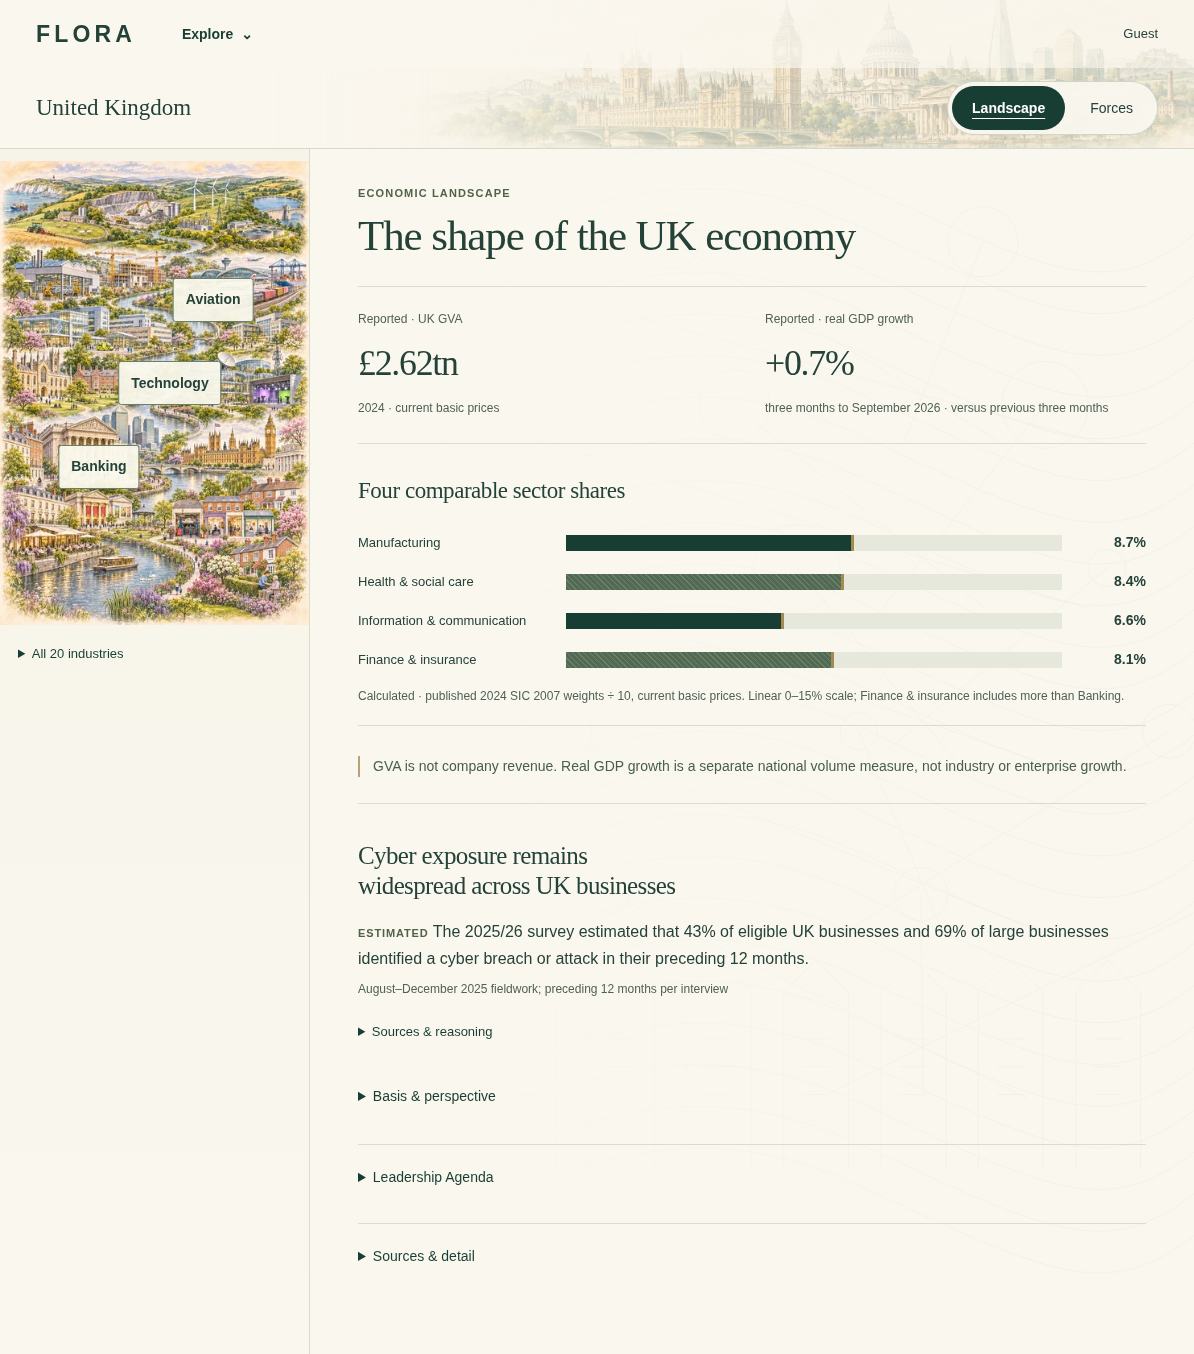 FLORA
Explore
Guest
United Kingdom
Landscape
Forces
Aviation
Technology
Banking
All 20 industries
ECONOMIC LANDSCAPE
The shape of the UK economy
Reported · UK GVA
£2.62tn
2024 · current basic prices
Reported · real GDP growth
+0.7%
three months to September 2026 · versus previous three months
Four comparable sector shares
Manufacturing 8.7%
Health & social care 8.4%
Information & communication 6.6%
Finance & insurance 8.1%
Calculated · published 2024 SIC 2007 weights ÷ 10, current basic prices. Linear 0–15% scale; Finance & insurance includes more than Banking.
GVA is not company revenue. Real GDP growth is a separate national volume measure, not industry or enterprise growth.
Cyber exposure remains
widespread across UK businesses
ESTIMATED The 2025/26 survey estimated that 43% of eligible UK businesses and 69% of large businesses
identified a cyber breach or attack in their preceding 12 months.
August–December 2025 fieldwork; preceding 12 months per interview
Sources & reasoning
Basis & perspective
Leadership Agenda
Sources & detail